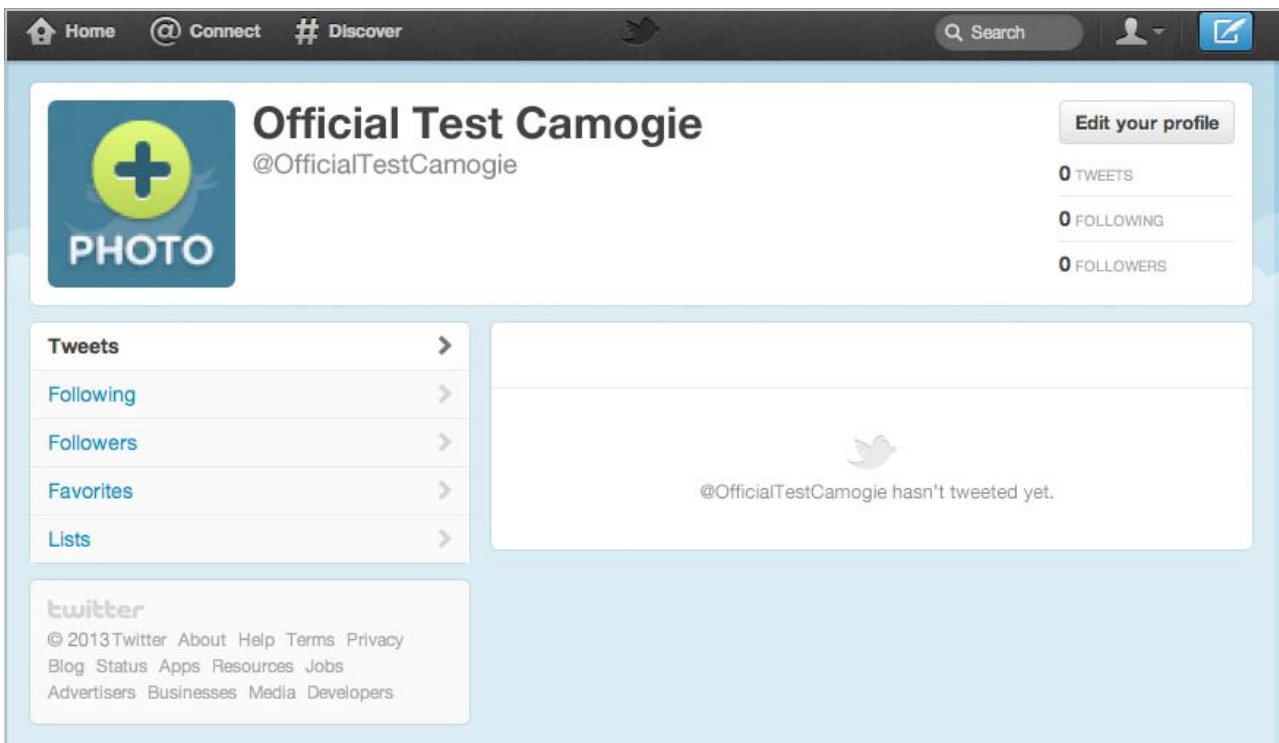 Home @ Connect # Discover Search
Official Test Camogie
@OfficialTestCamogie
PHOTO
Edit your profile
0 TWEETS
0 FOLLOWING
0 FOLLOWERS
Tweets
Following
Followers
Favorites
Lists
@OfficialTestCamogie hasn't tweeted yet.
twitter
© 2013 Twitter About Help Terms Privacy
Blog Status Apps Resources Jobs
Advertisers Businesses Media Developers